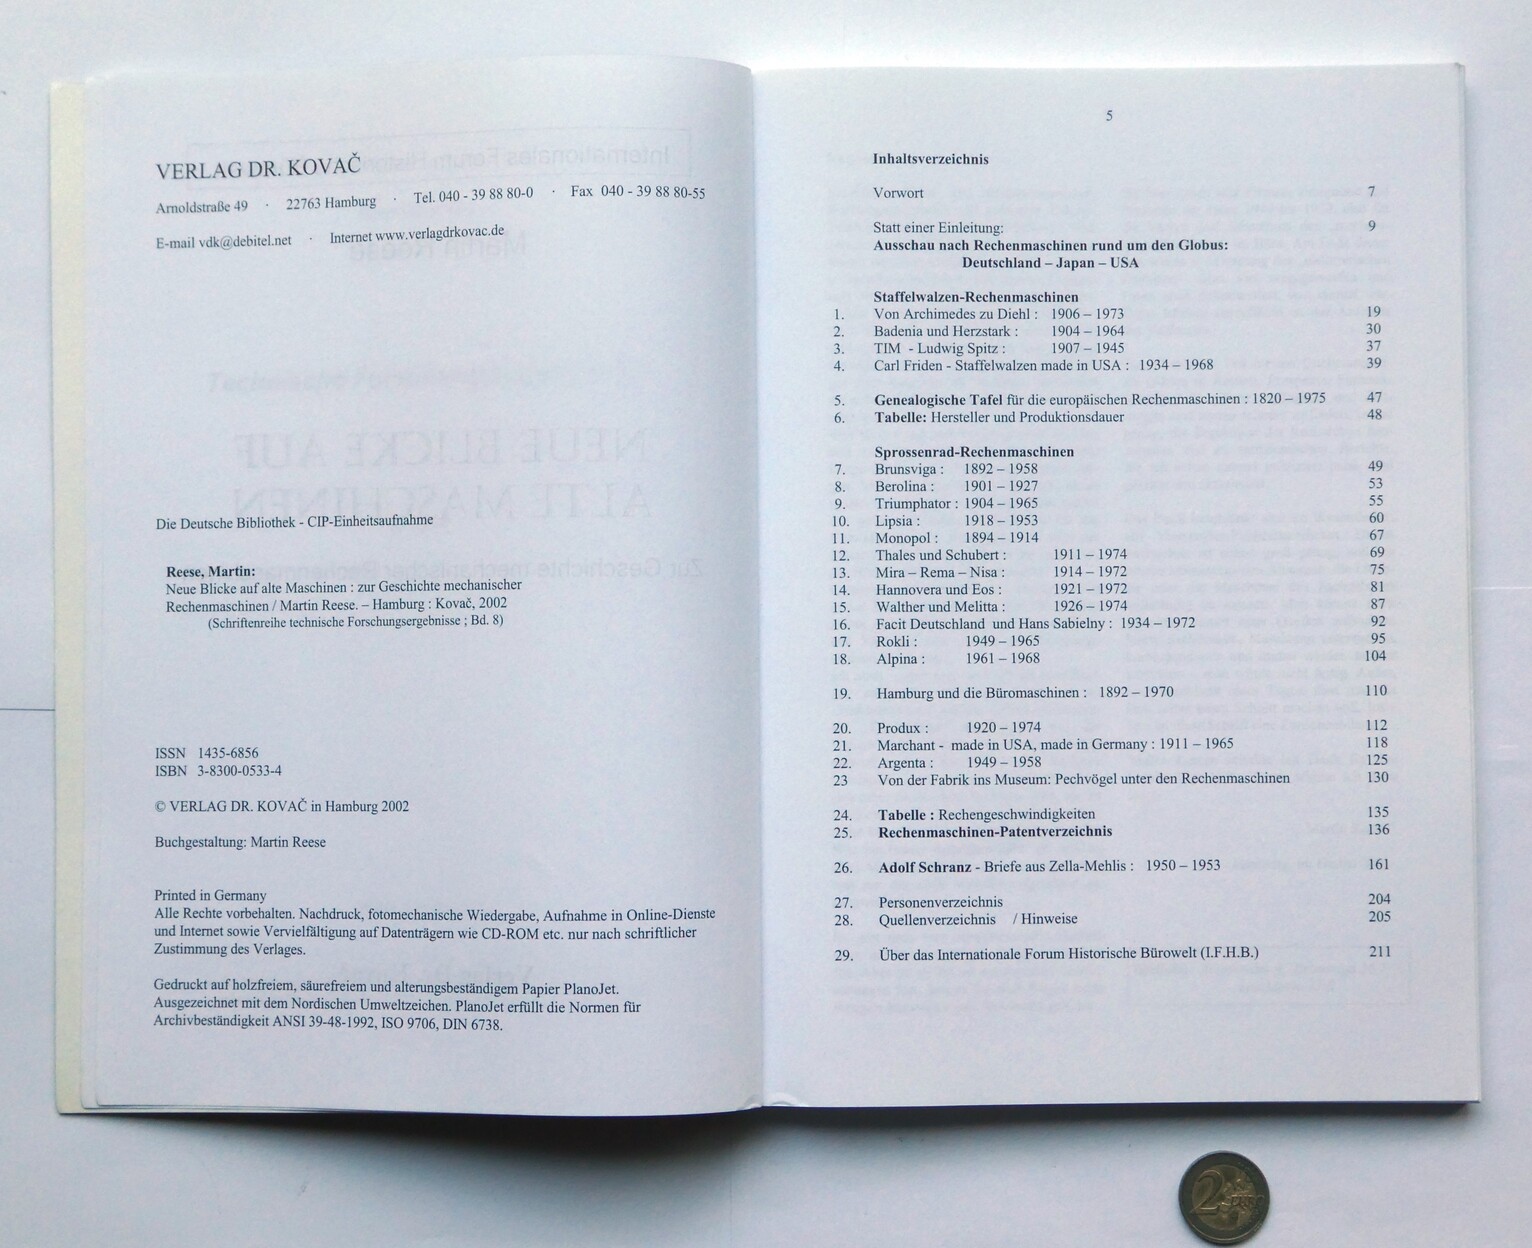 VERLAG DR. KOVAČ
Arnoldstraße 49 · 22763 Hamburg · Tel. 040 - 39 88 80-0 · Fax 040 - 39 88 80-55
E-mail vdk@debitel.net · Internet www.verlagdrkovac.de
Die Deutsche Bibliothek - CIP-Einheitsaufnahme
Reese, Martin:
Neue Blicke auf alte Maschinen : zur Geschichte mechanischer
Rechenmaschinen / Martin Reese. – Hamburg : Kovač, 2002
(Schriftenreihe technische Forschungsergebnisse ; Bd. 8)
ISSN 1435-6856
ISBN 3-8300-0533-4
© VERLAG DR. KOVAČ in Hamburg 2002
Buchgestaltung: Martin Reese
Printed in Germany
Alle Rechte vorbehalten. Nachdruck, fotomechanische Wiedergabe, Aufnahme in Online-Dienste
und Internet sowie Vervielfältigung auf Datenträgern wie CD-ROM etc. nur nach schriftlicher
Zustimmung des Verlages.
Gedruckt auf holzfreiem, säurefreiem und alterungsbeständigem Papier PlanoJet.
Ausgezeichnet mit dem Nordischen Umweltzeichen. PlanoJet erfüllt die Normen für
Archivbeständigkeit ANSI 39-48-1992, ISO 9706, DIN 6738.
5
Inhaltsverzeichnis
Vorwort 7
Statt einer Einleitung: 9
Ausschau nach Rechenmaschinen rund um den Globus:
Deutschland – Japan – USA
Staffelwalzen-Rechenmaschinen
1. Von Archimedes zu Diehl : 1906 – 1973 19
2. Badenia und Herzstark : 1904 – 1964 30
3. TIM - Ludwig Spitz : 1907 – 1945 37
4. Carl Friden - Staffelwalzen made in USA : 1934 – 1968 39
5. Genealogische Tafel für die europäischen Rechenmaschinen : 1820 – 1975 47
6. Tabelle: Hersteller und Produktionsdauer 48
Sprossenrad-Rechenmaschinen
7. Brunsviga : 1892 – 1958 49
8. Berolina : 1901 – 1927 53
9. Triumphator : 1904 – 1965 55
10. Lipsia : 1918 – 1953 60
11. Monopol : 1894 – 1914 67
12. Thales und Schubert : 1911 – 1974 69
13. Mira – Rema – Nisa : 1914 – 1972 75
14. Hannovera und Eos : 1921 – 1972 81
15. Walther und Melitta : 1926 – 1974 87
16. Facit Deutschland und Hans Sabielny : 1934 – 1972 92
17. Rokli : 1949 – 1965 95
18. Alpina : 1961 – 1968 104
19. Hamburg und die Büromaschinen : 1892 – 1970 110
20. Produx : 1920 – 1974 112
21. Marchant - made in USA, made in Germany : 1911 – 1965 118
22. Argenta : 1949 – 1958 125
23 Von der Fabrik ins Museum: Pechvögel unter den Rechenmaschinen 130
24. Tabelle : Rechengeschwindigkeiten 135
25. Rechenmaschinen-Patentverzeichnis 136
26. Adolf Schranz - Briefe aus Zella-Mehlis : 1950 – 1953 161
27. Personenverzeichnis 204
28. Quellenverzeichnis / Hinweise 205
29. Über das Internationale Forum Historische Bürowelt (I.F.H.B.) 211
2 EURO